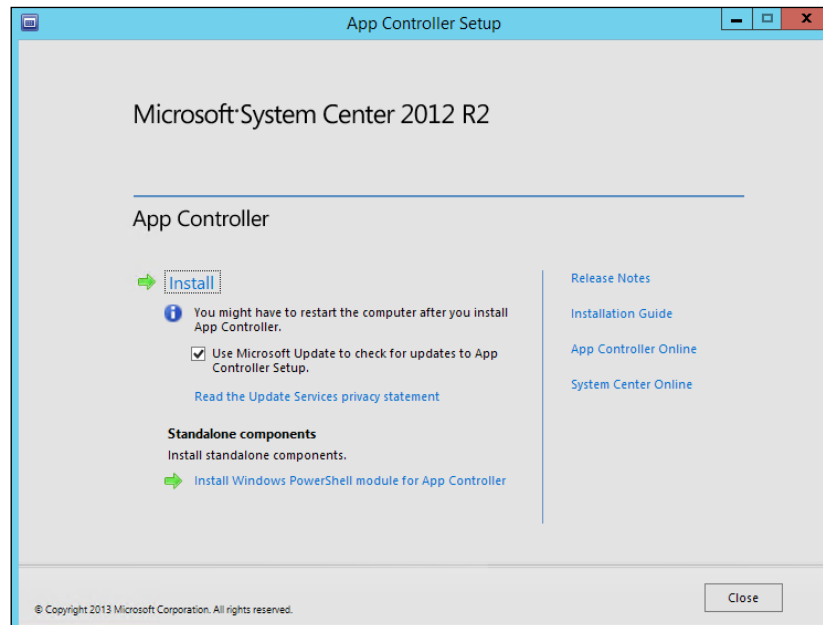 App Controller Setup
Microsoft System Center 2012 R2
App Controller
Install
You might have to restart the computer after you install
App Controller.
Use Microsoft Update to check for updates to App
Controller Setup.
Read the Update Services privacy statement
Standalone components
Install standalone components.
Install Windows PowerShell module for App Controller
Release Notes
Installation Guide
App Controller Online
System Center Online
© Copyright 2013 Microsoft Corporation. All rights reserved.
Close